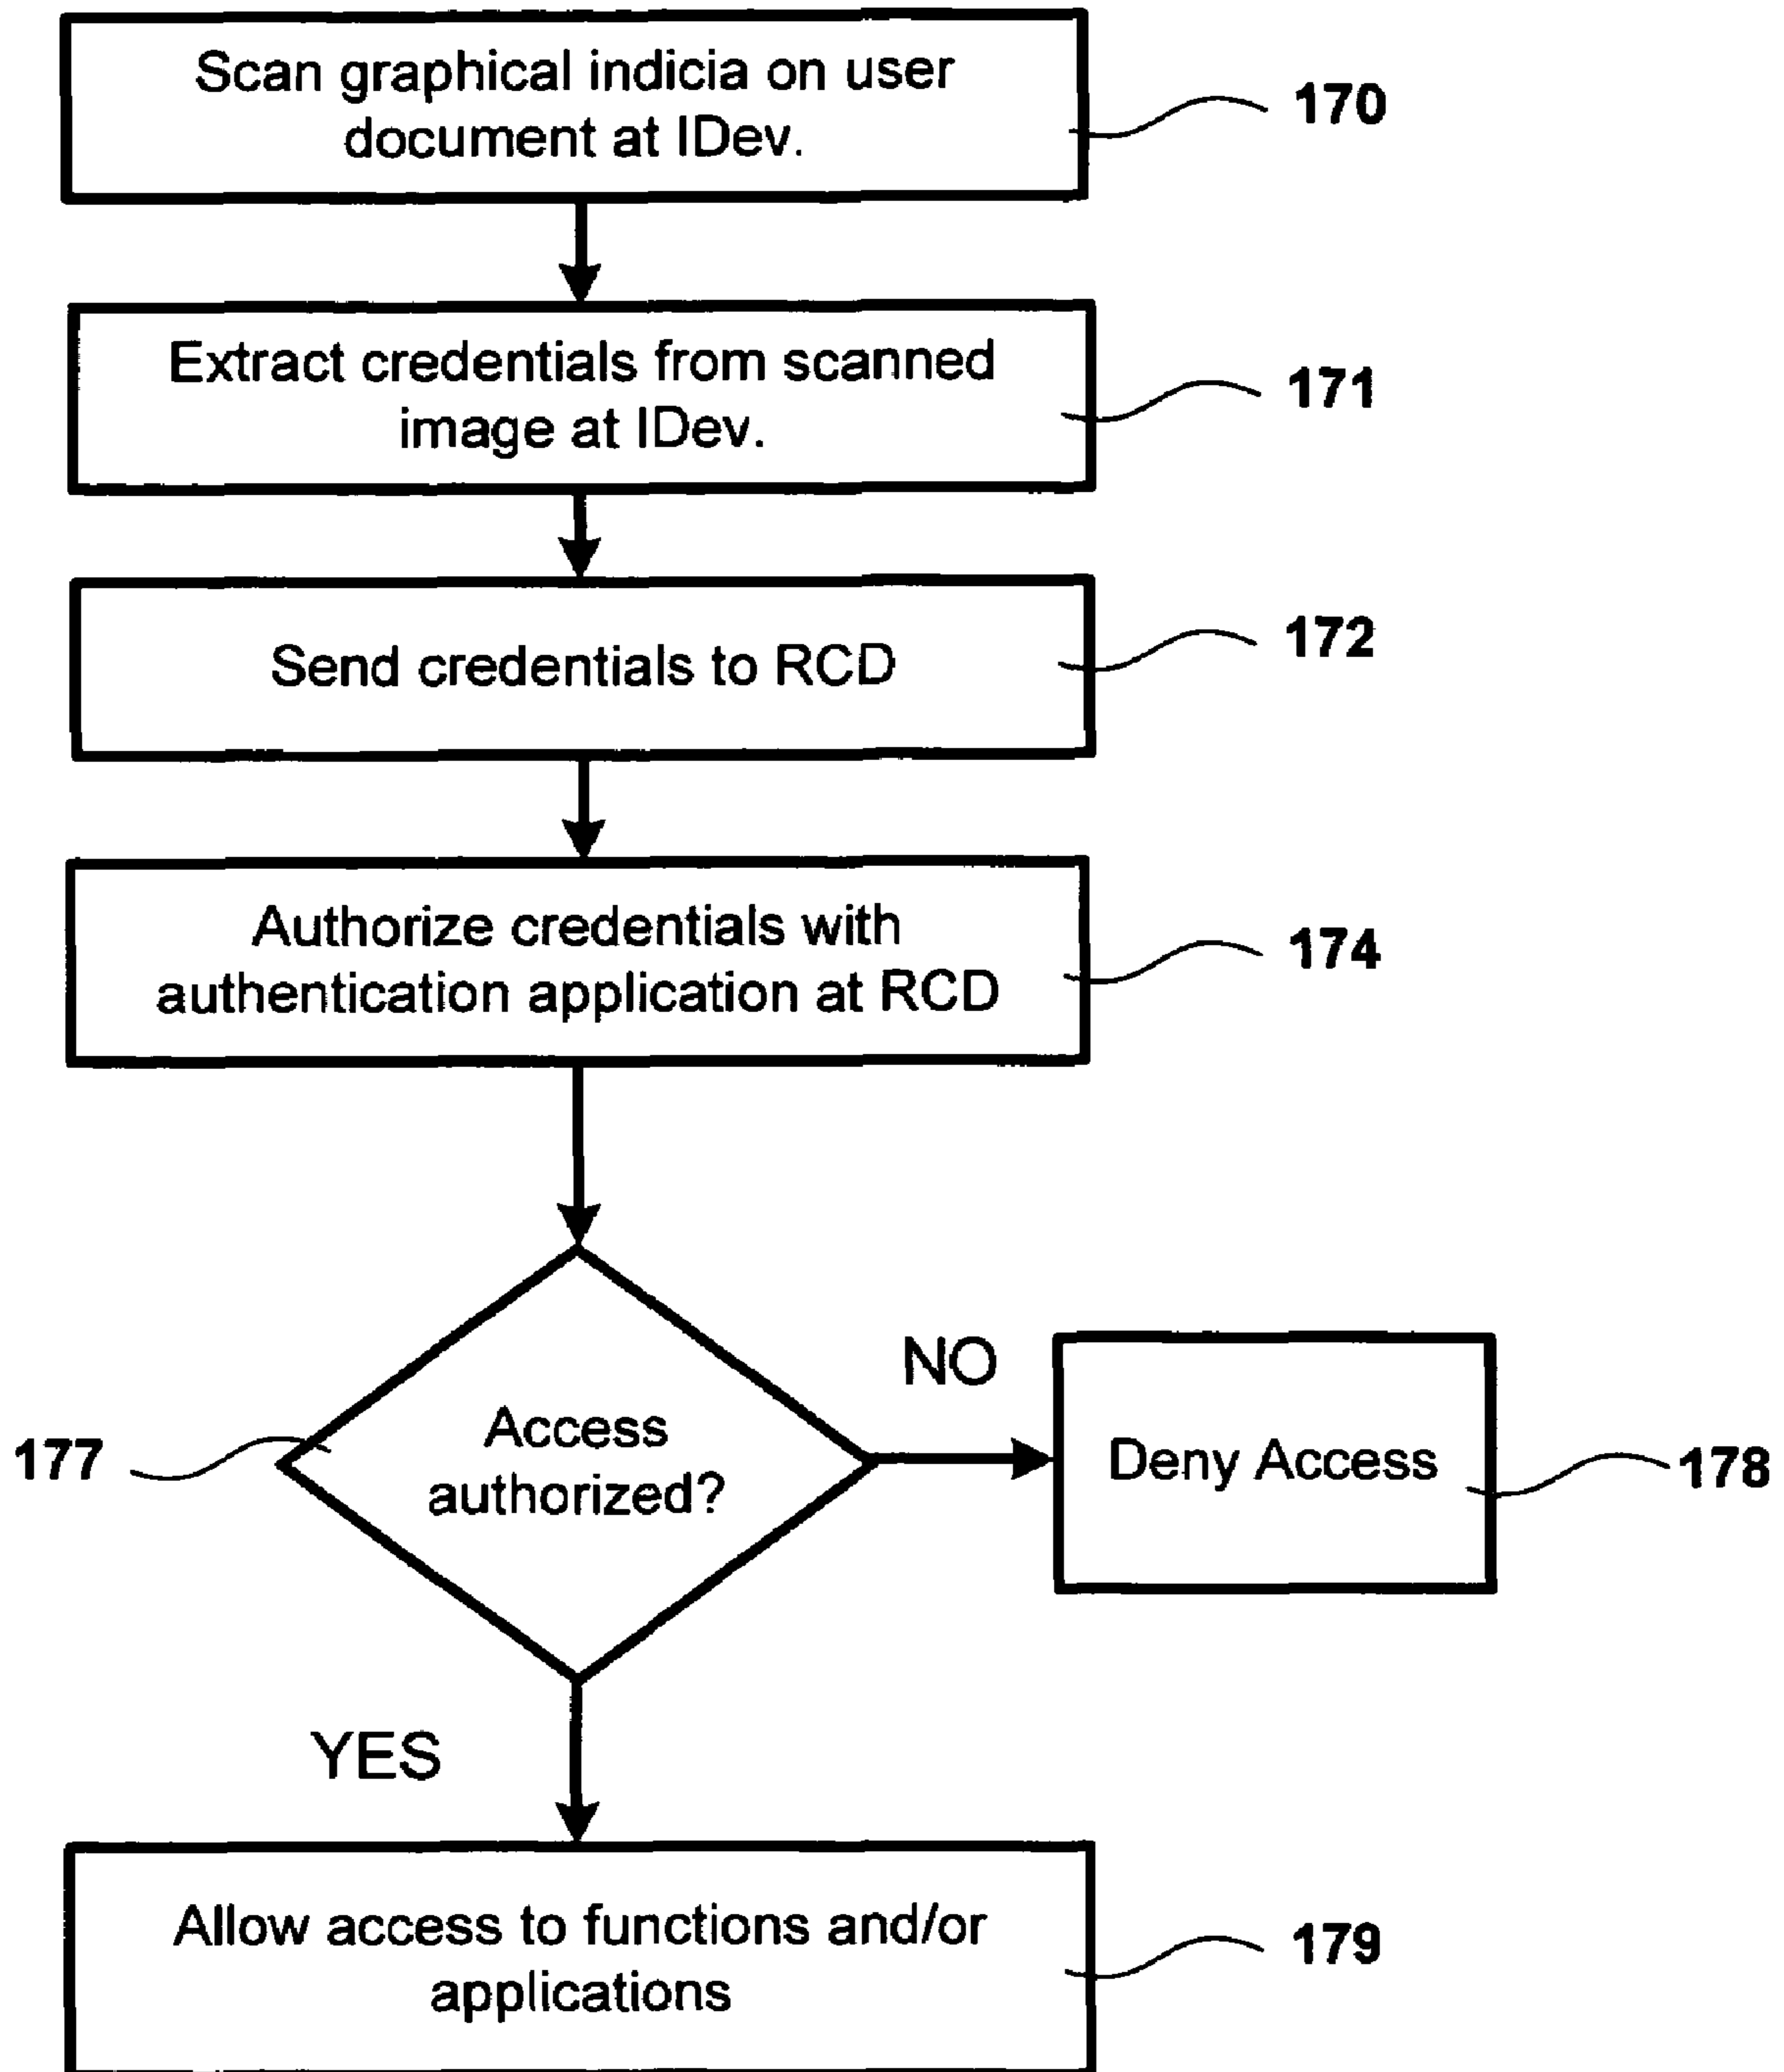 Scan graphical indicia on user
document at IDev.
170
Extract credentials from scanned
image at IDev.
171
Send credentials to RCD
172
Authorize credentials with
authentication application at RCD
174
Access
authorized?
177
NO
Deny Access
178
YES
Allow access to functions and/or
applications
179